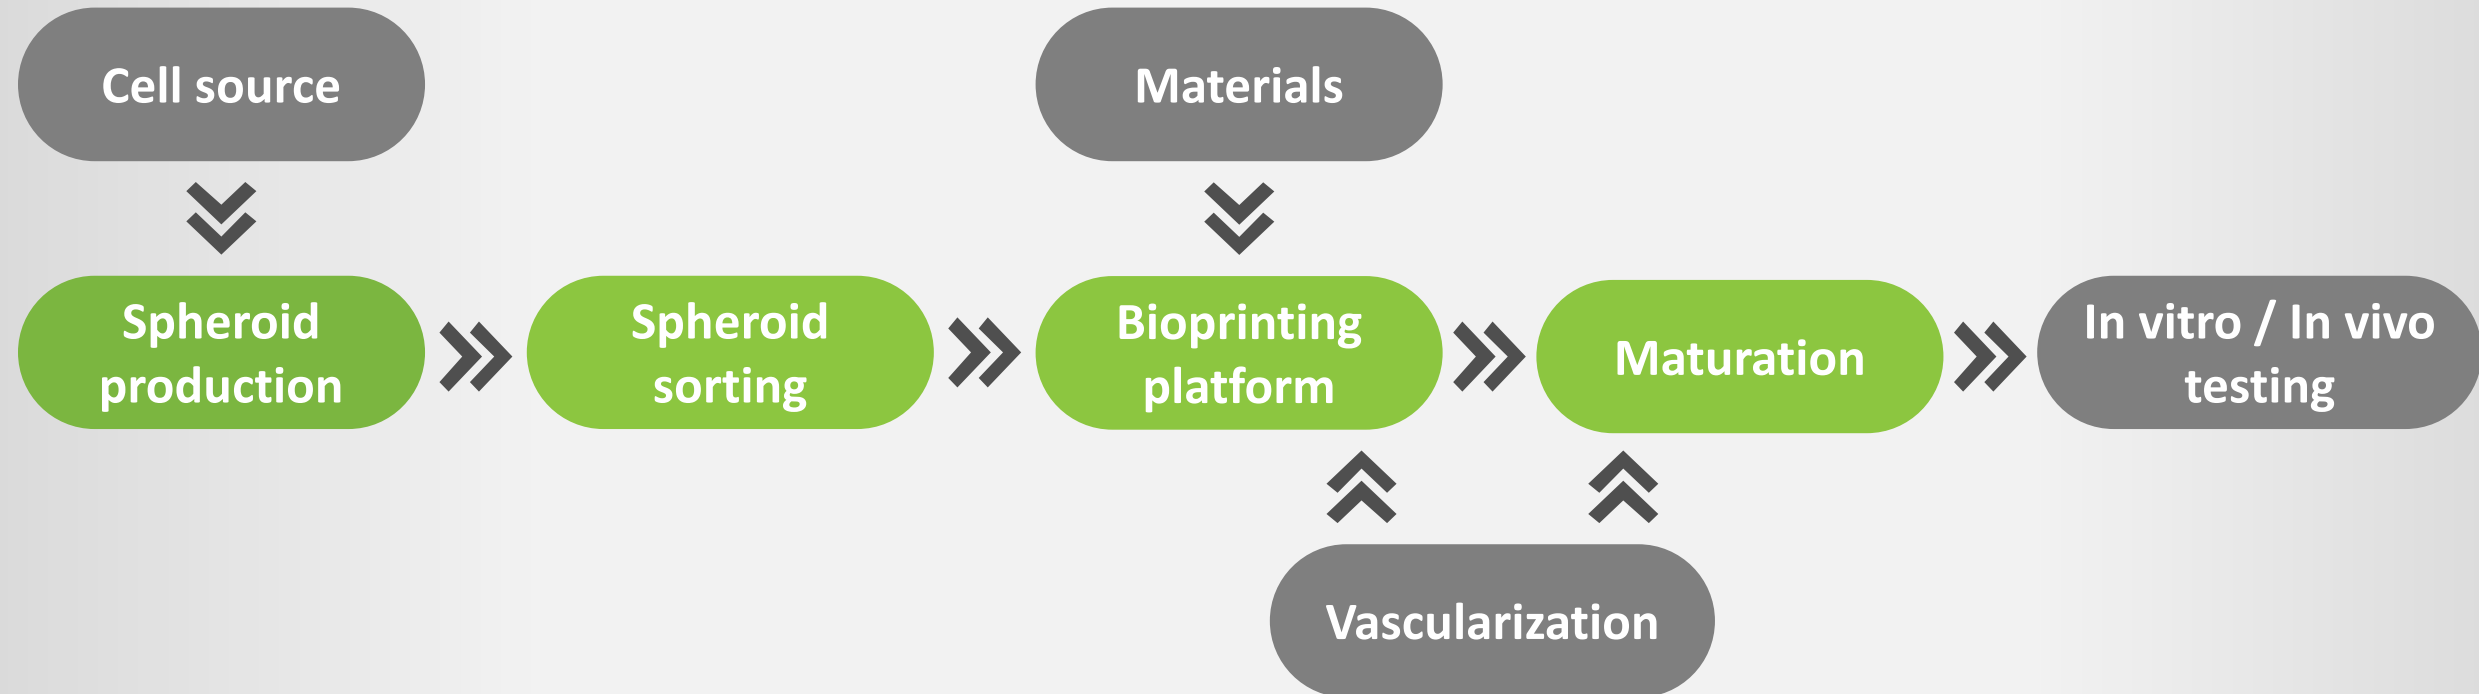 Cell source
Materials
Spheroid
production
Spheroid
sorting
Bioprinting
platform
Maturation
In vitro / In vivo
testing
Vascularization